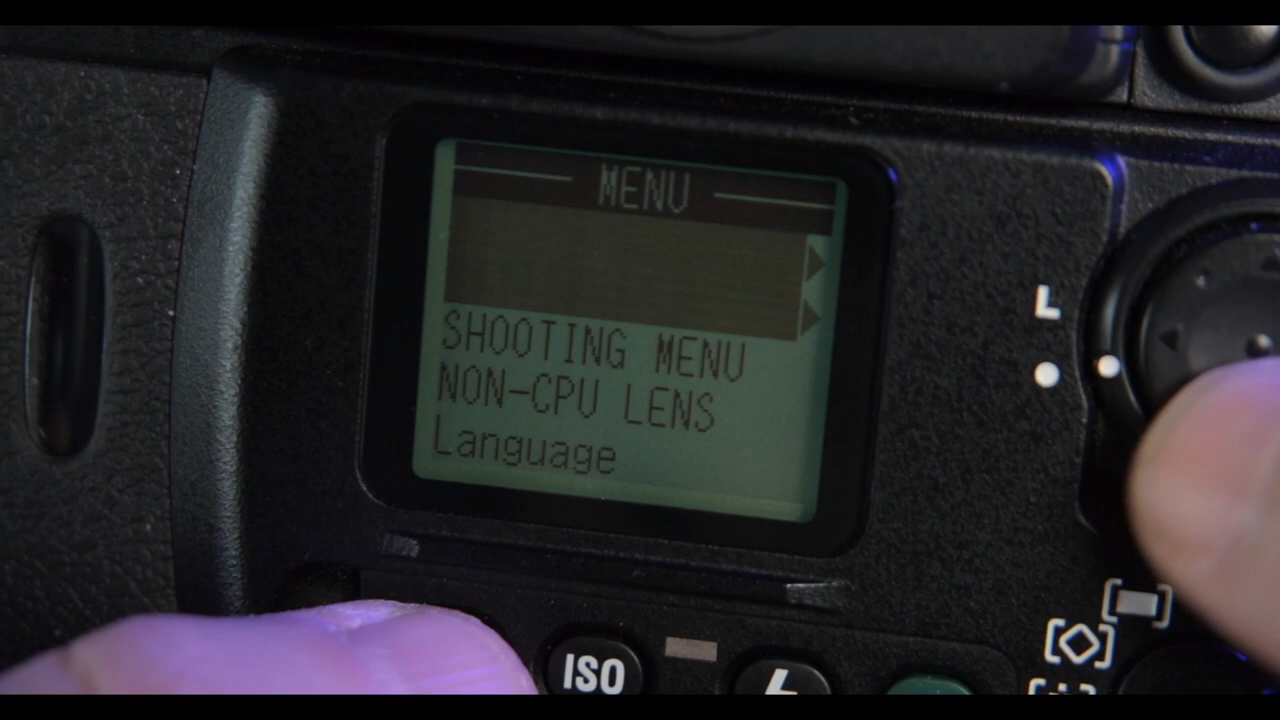 MENU
SHOOTING MENU
NON-CPU LENS
Language
L
ISO